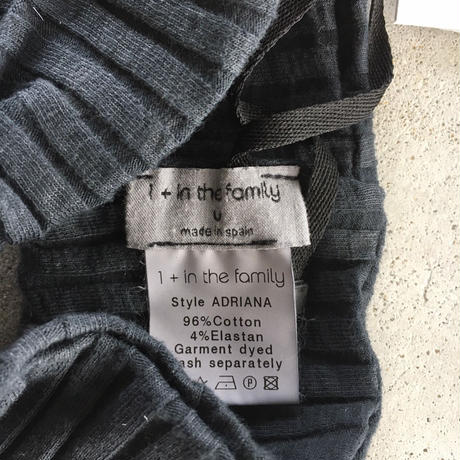 1 + in the family
U
made in spain
1 + in the family
Style ADRIANA
96%Cotton
4%Elastan
Garment dyed
ash separately
P